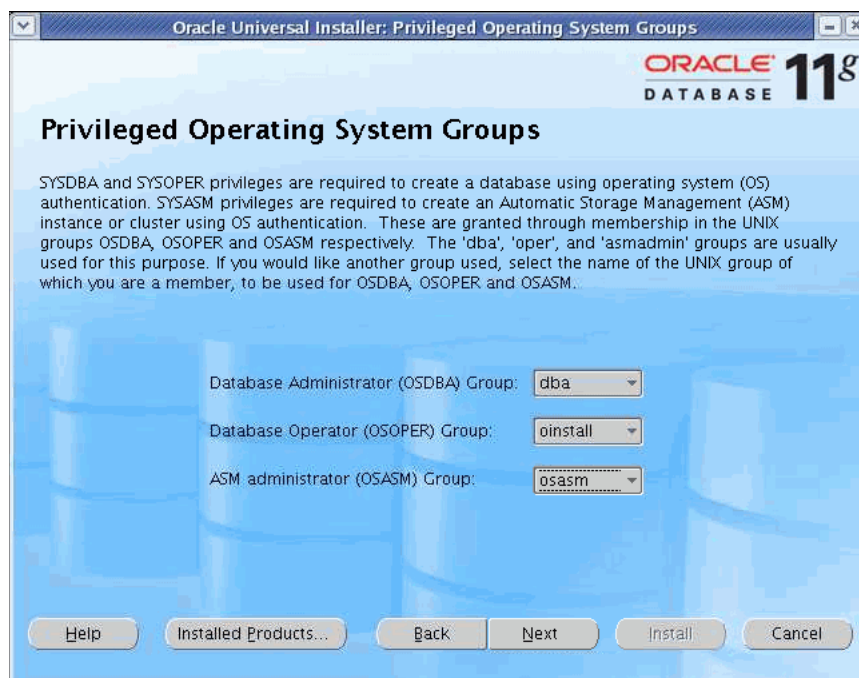 Oracle Universal Installer: Privileged Operating System Groups
ORACLE 11g
DATABASE
Privileged Operating System Groups
SYSDBA and SYSOPER privileges are required to create a database using operating system (OS)
authentication. SYSASM privileges are required to create an Automatic Storage Management (ASM)
instance or cluster using OS authentication. These are granted through membership in the UNIX
groups OSDBA, OSOPER and OSASM respectively. The 'dba', 'oper', and 'asmadmin' groups are usually
used for this purpose. If you would like another group used, select the name of the UNIX group of
which you are a member, to be used for OSDBA, OSOPER and OSASM.
Database Administrator (OSDBA) Group: dba
Database Operator (OSOPER) Group: oinstall
ASM administrator (OSASM) Group: osasm
Help Installed Products... Back Next Install Cancel